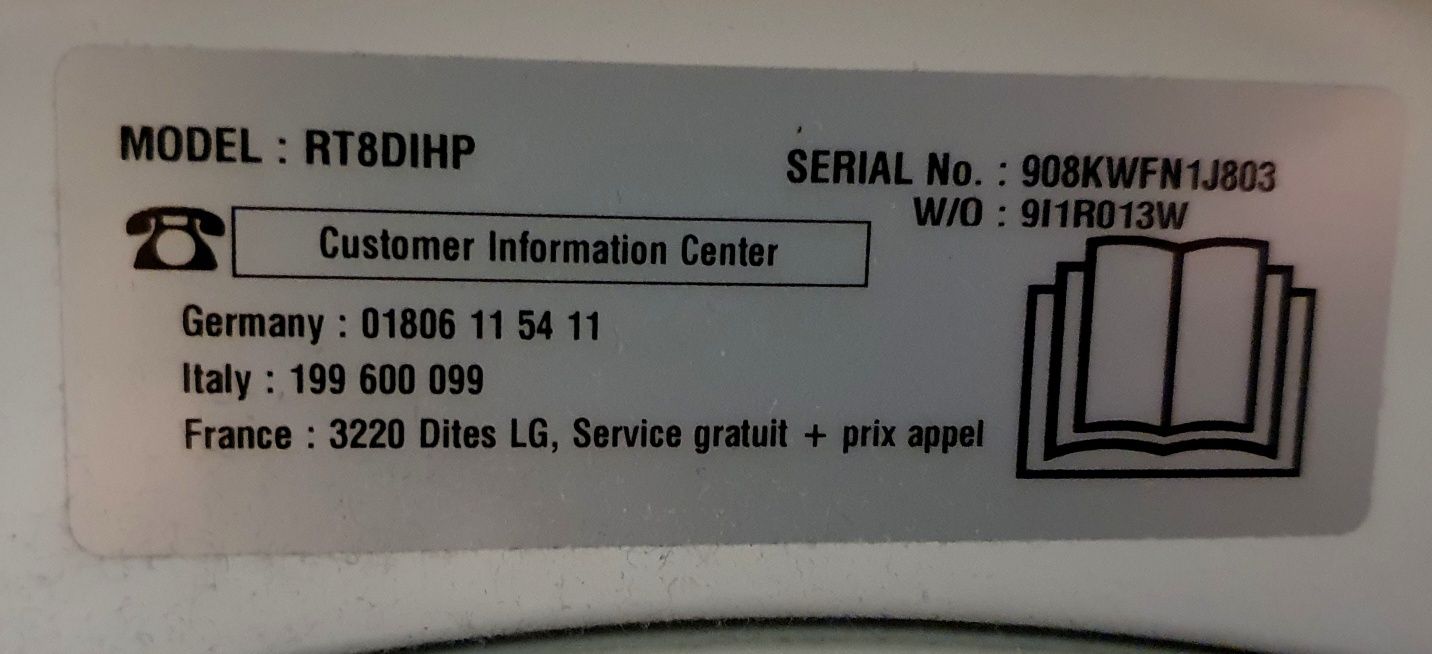 MODEL : RT8DIHP
SERIAL No. : 908KWFN1J803
W/O : 9I1R013W
Customer Information Center
Germany : 01806 11 54 11
Italy : 199 600 099
France : 3220 Dites LG, Service gratuit + prix appel